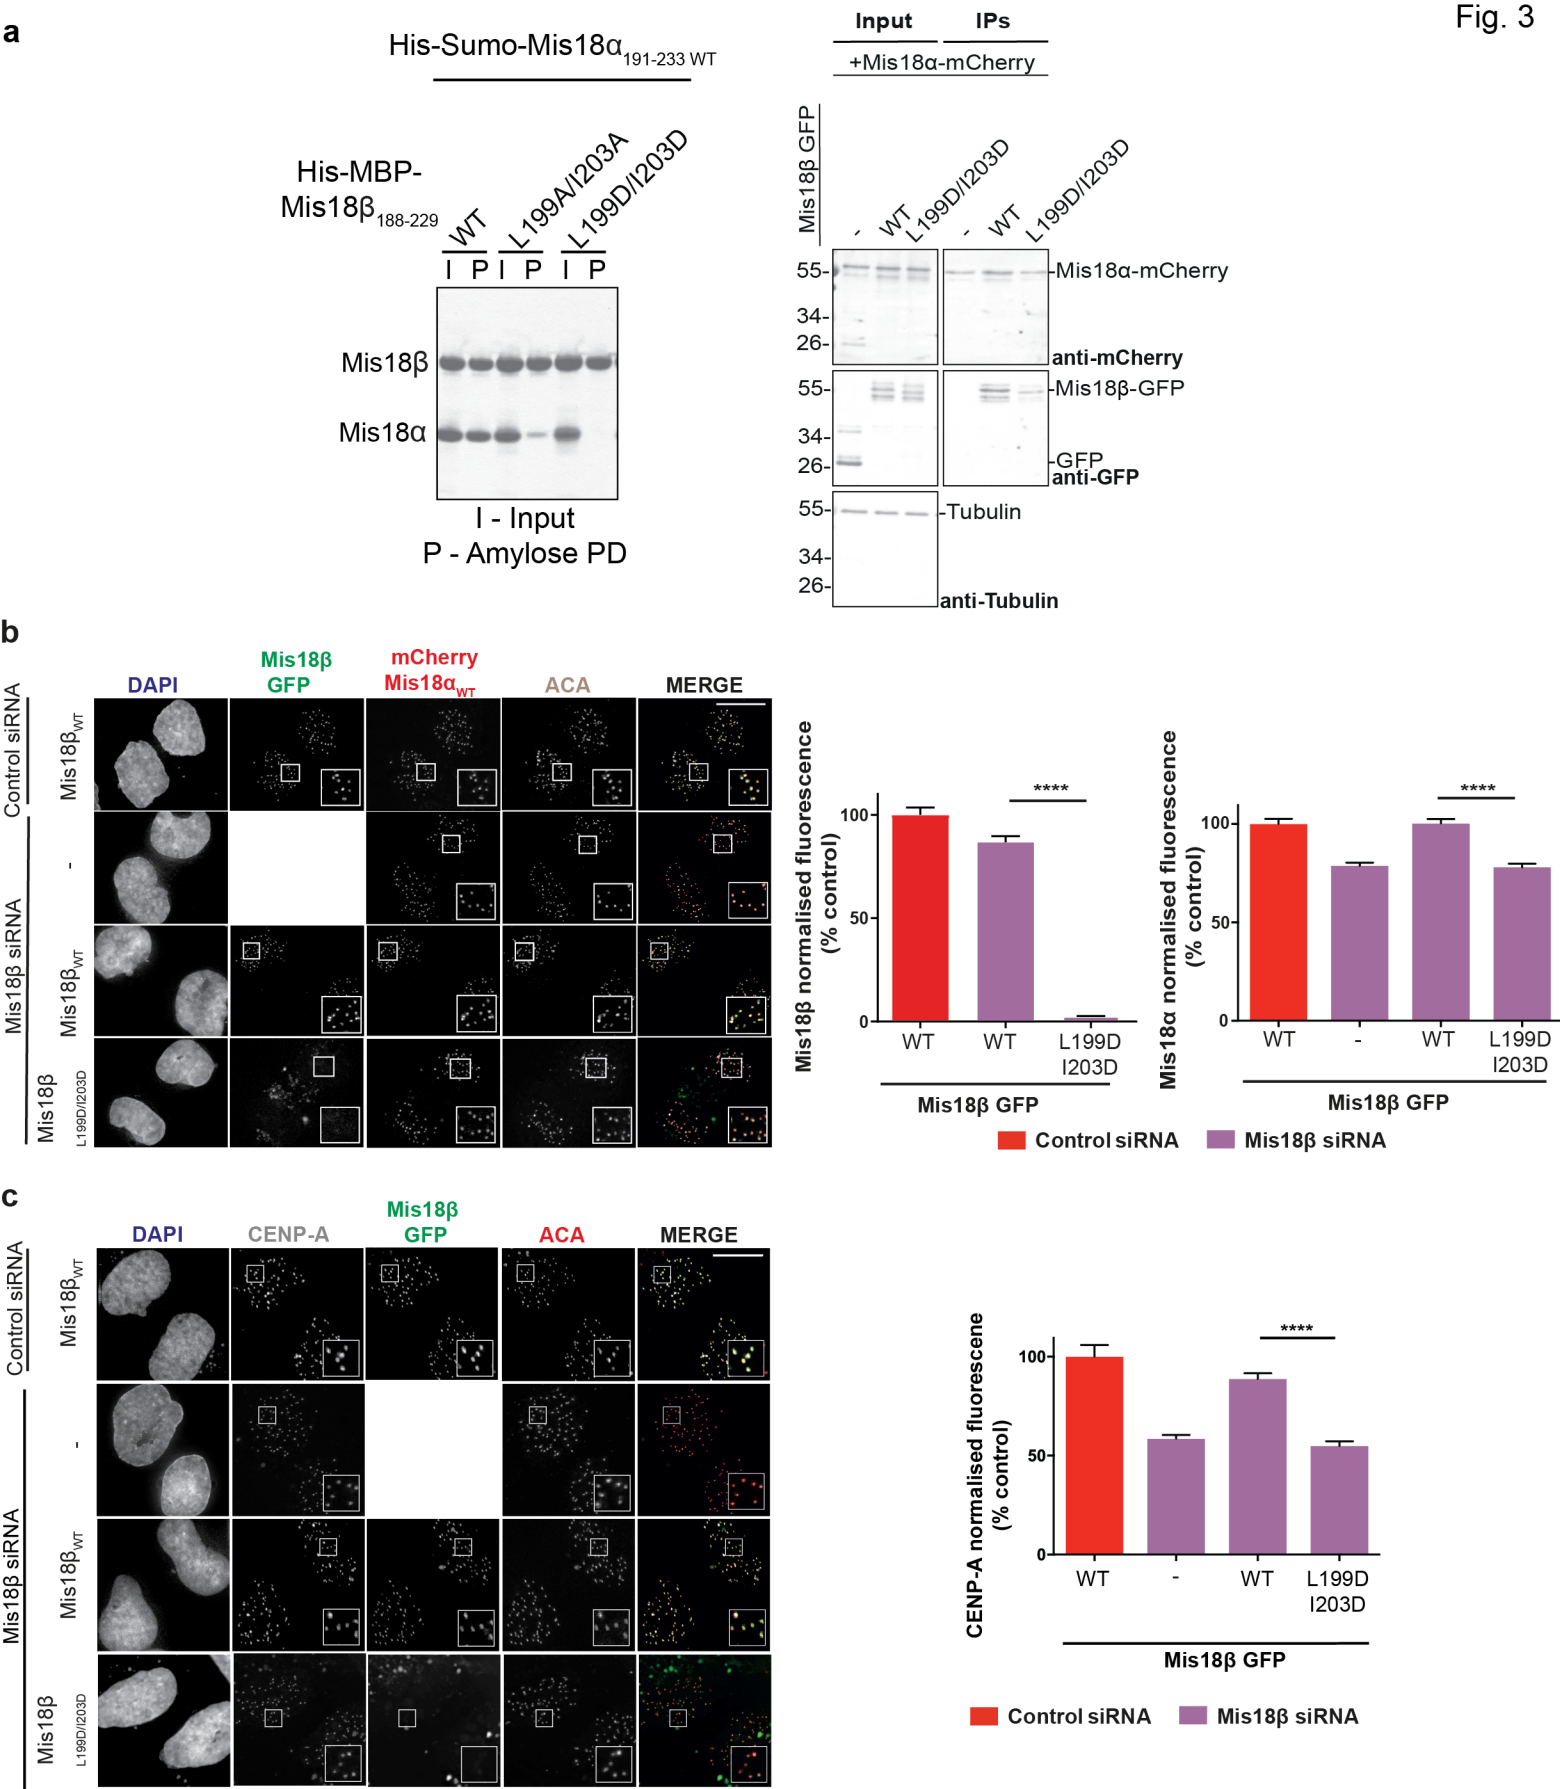 Fig. 3
a
His-Sumo-Mis18α191-233 WT
His-MBP-
Mis18β188-229
WT
L199A/I203A
L199D/I203D
I P I P I P
Mis18β
Mis18α
I - Input
P - Amylose PD
Input IPs
+Mis18α-mCherry
Mis18β GFP
- WT L199D/I203D - WT L199D/I203D
55-
34-
26-
-Mis18α-mCherry
anti-mCherry
55-
34-
26-
-Mis18β-GFP
-GFP
anti-GFP
55-
34-
26-
-Tubulin
anti-Tubulin
b
DAPI
Mis18β
GFP
mCherry
Mis18αWT
ACA
MERGE
Control siRNA
Mis18βWT
Mis18β siRNA
-
Mis18βWT
Mis18β
L199D/I203D
Mis18β normalised fluorescence
(% control)
100
50
0
****
WT
WT
L199D
I203D
Mis18β GFP
Mis18α normalised fluorescence
(% control)
100
50
0
****
WT
-
WT
L199D
I203D
Mis18β GFP
Control siRNA
Mis18β siRNA
c
DAPI
CENP-A
Mis18β
GFP
ACA
MERGE
Control siRNA
Mis18βWT
Mis18β siRNA
-
Mis18βWT
Mis18β
L199D/I203D
CENP-A normalised fluorescene
(% control)
100
50
0
****
WT
-
WT
L199D
I203D
Mis18β GFP
Control siRNA
Mis18β siRNA